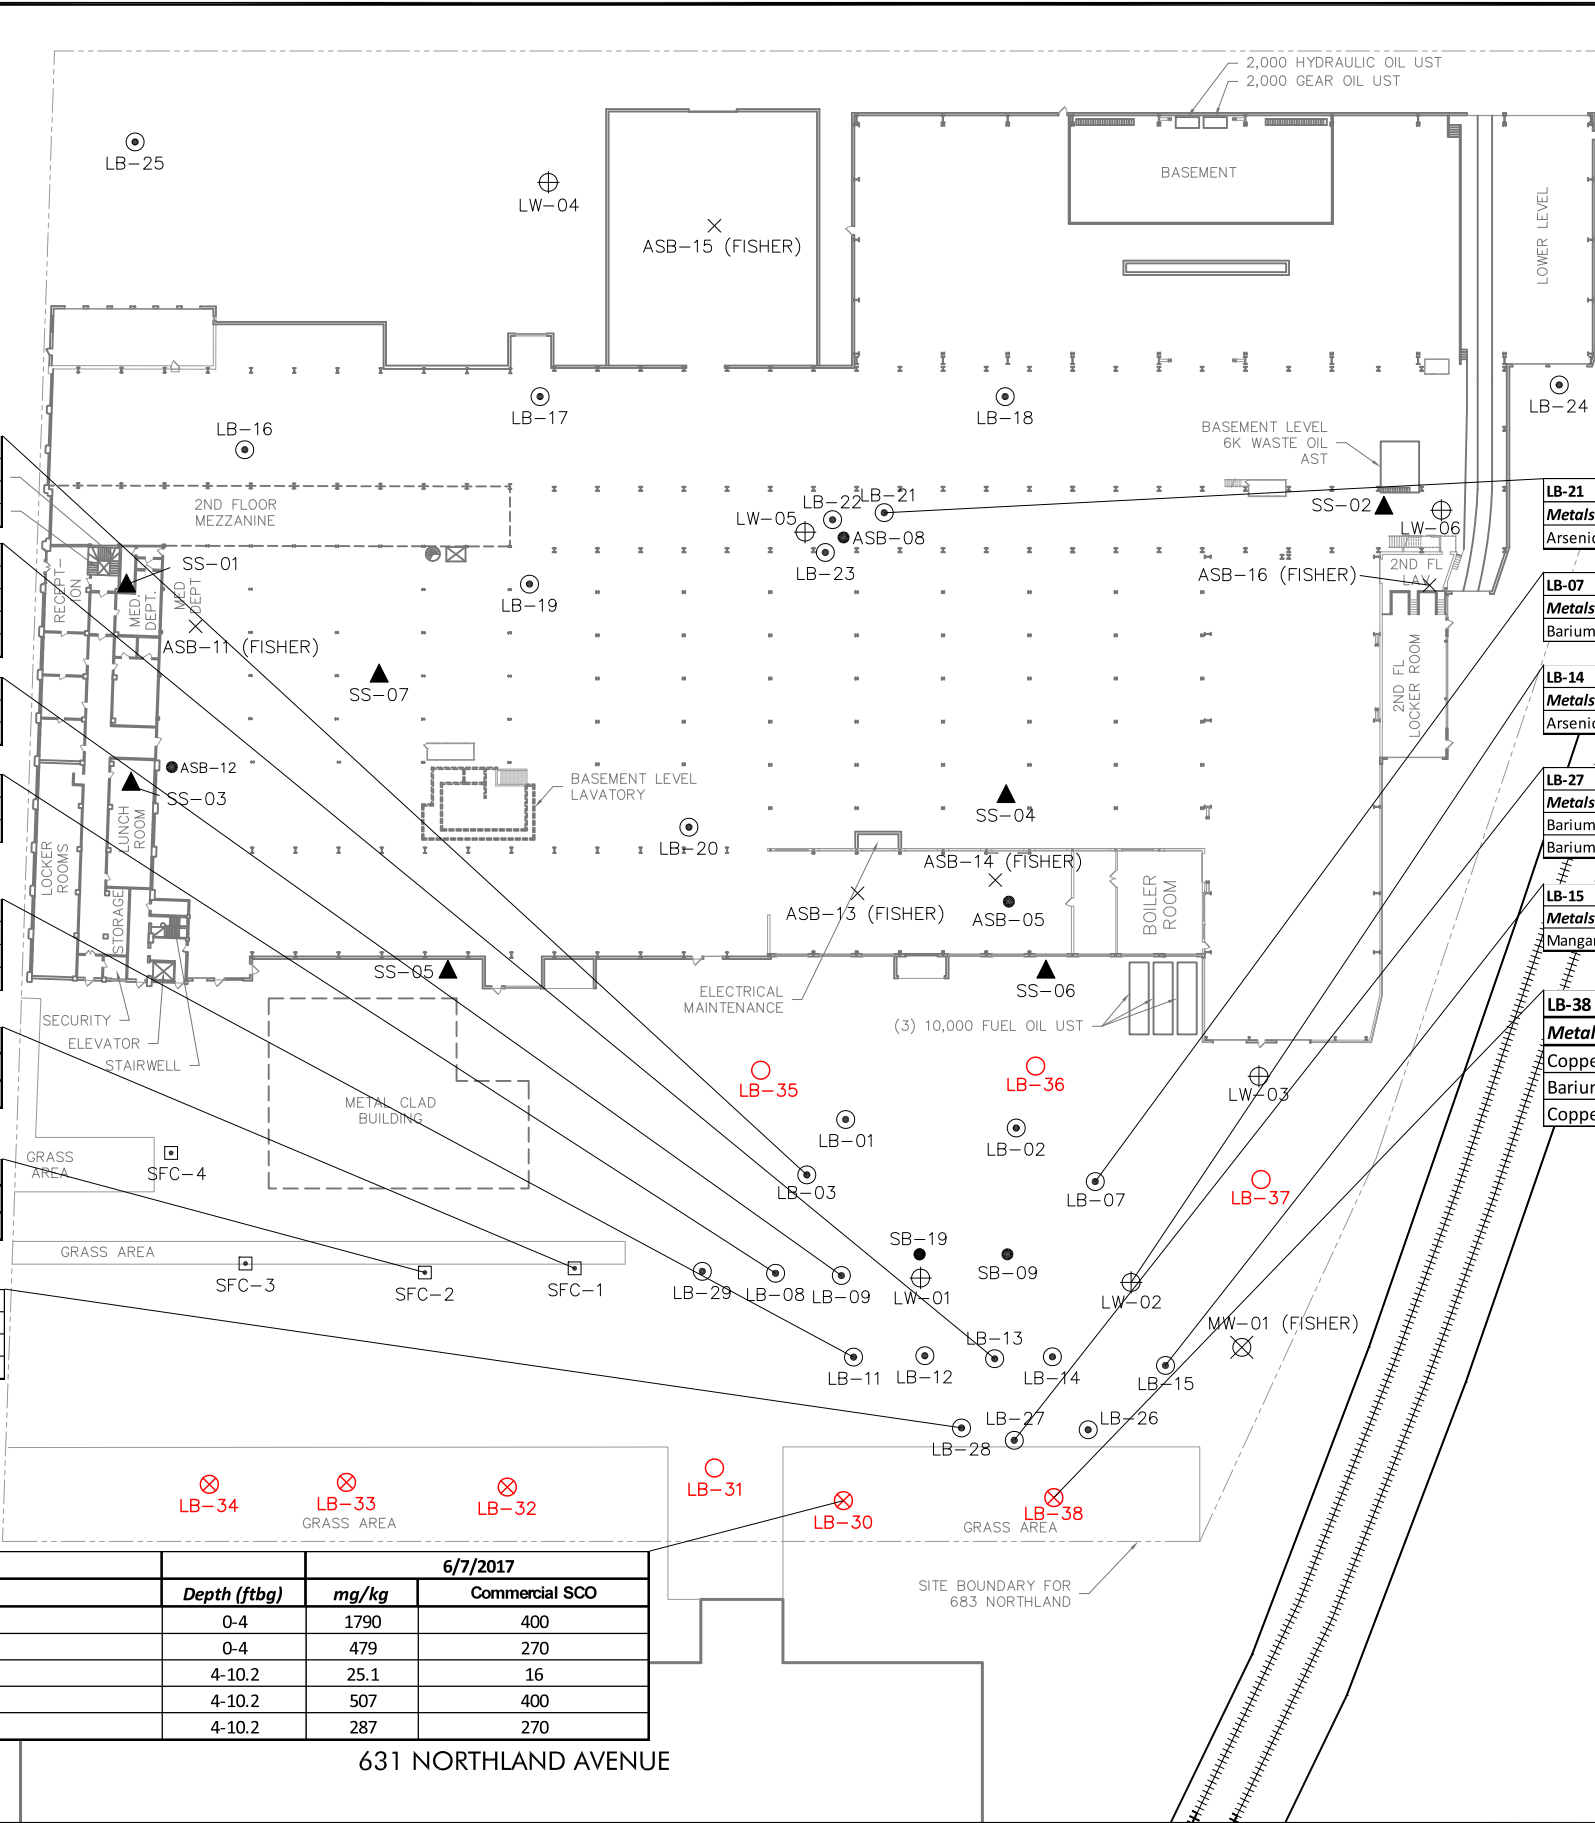 2,000 HYDRAULIC OIL UST
2,000 GEAR OIL UST
LB-25
BASEMENT
LW-04
LOWER LEVEL
ASB-15 (FISHER)
LB-24
LB-17
LB-18
LB-16
BASEMENT LEVEL
6K WASTE OIL
AST
2ND FLOOR
MEZZANINE
LB-21
LB-22
LW-05
SS-02
LW-06
LB-21
Metals
ASB-08
LB-23
2ND FL
LAV
SS-01
ASB-16 (FISHER)
RECEPT-
ION
MED.
DEPT.
MED
DEPT
LB-19
LB-07
Metals
Barium
ASB-11 (FISHER)
2ND FL
LOCKER ROOM
SS-07
LB-14
Metals
ASB-12
SS-03
BASEMENT LEVEL
LAVATORY
SS-04
LB-27
Metals
Barium
Barium
LUNCH
ROOM
LB-20
LOCKER
ROOMS
ASB-14 (FISHER)
ASB-13 (FISHER)
ASB-05
BOILER
ROOM
LB-15
Metals
STORAGE
SS-05
SS-06
ELECTRICAL
MAINTENANCE
(3) 10,000 FUEL OIL UST
SECURITY
ELEVATOR
STAIRWELL
LB-38
LB-35
LB-36
LW-03
METAL CLAD
BUILDING
LB-01
LB-02
GRASS
AREA
SFC-4
LB-03
LB-07
LB-37
SB-19
SB-09
GRASS AREA
SFC-3
SFC-2
SFC-1
LB-29
LB-08
LB-09
LW-01
LW-02
MW-01 (FISHER)
LB-13
LB-11
LB-12
LB-14
LB-15
LB-27
LB-26
LB-28
LB-31
LB-34
LB-33
LB-32
LB-30
LB-38
GRASS AREA
GRASS AREA
6/7/2017
Depth (ftbg) mg/kg Commercial SCO
0-4 1790 400
0-4 479 270
4-10.2 25.1 16
4-10.2 507 400
4-10.2 287 270
SITE BOUNDARY FOR
683 NORTHLAND
631 NORTHLAND AVENUE